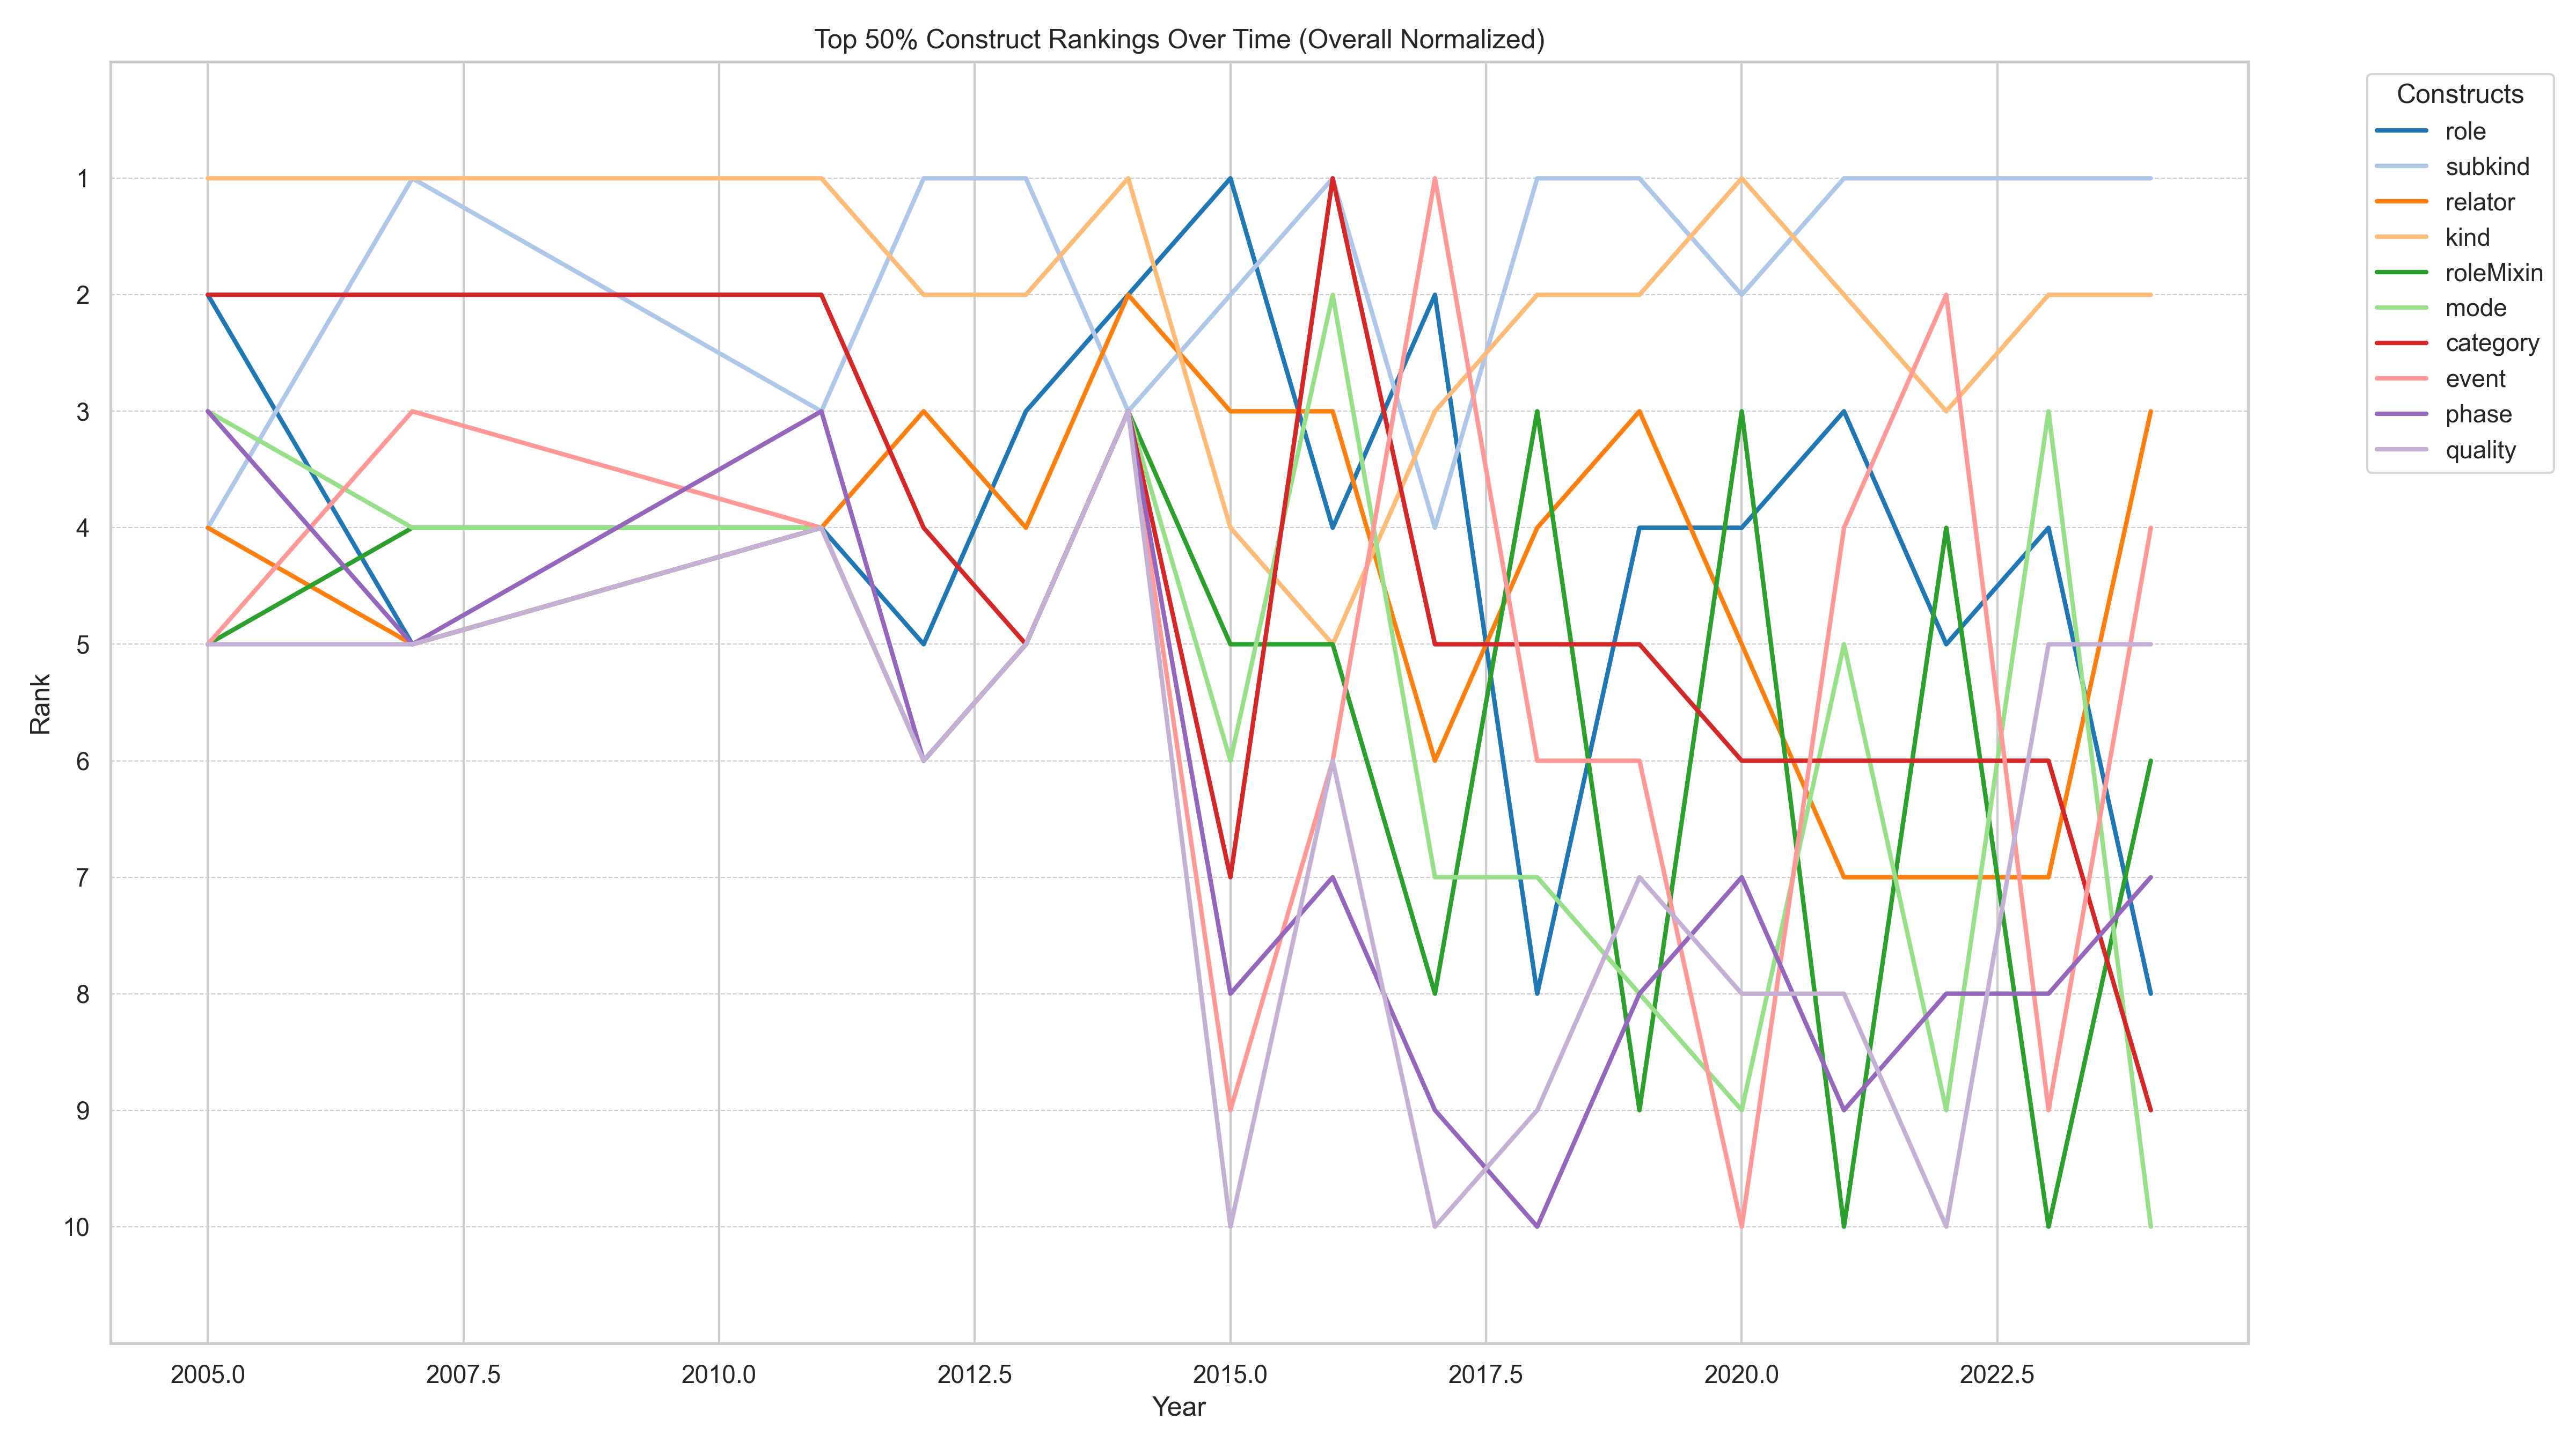 Top 50% Construct Rankings Over Time (Overall Normalized)
Constructs
role
subkind
relator
kind
roleMixin
mode
category
event
phase
quality
Rank
1
2
3
4
5
6
7
8
9
10
2005.0 2007.5 2010.0 2012.5 2015.0 2017.5 2020.0 2022.5
Year